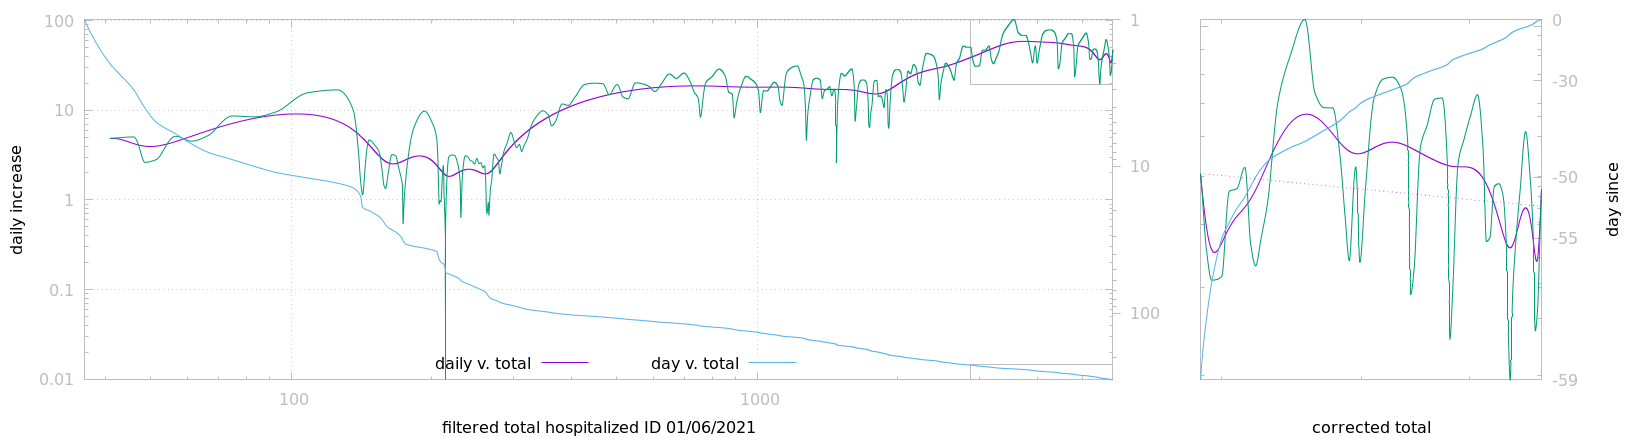 100
10
1
0.1
0.01
daily increase
100
1000
1
10
100
daily v. total
day v. total
filtered total hospitalized ID 01/06/2021
0
-30
-50
-55
-59
day since
corrected total